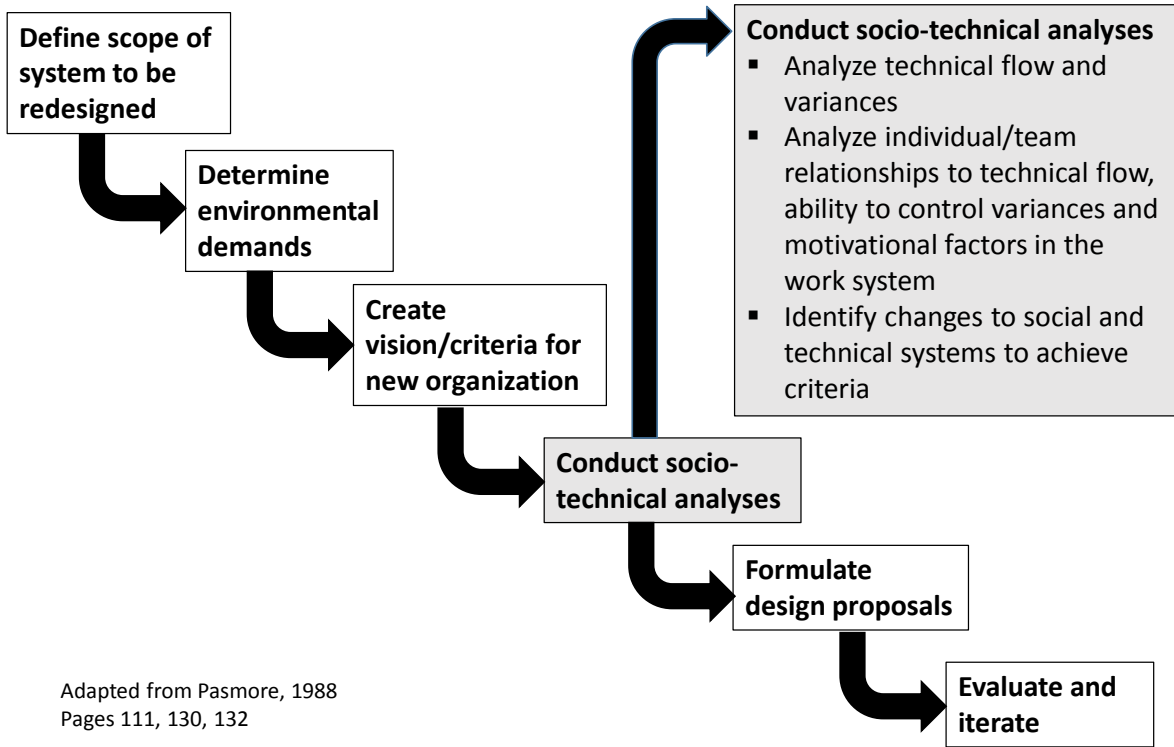 Define scope of
system to be
redesigned
Determine
environmental
demands
Create
vision/criteria for
new organization
Conduct socio-
technical analyses
Conduct socio-technical analyses
▪ Analyze technical flow and
variances
▪ Analyze individual/team
relationships to technical flow,
ability to control variances and
motivational factors in the
work system
▪ Identify changes to social and
technical systems to achieve
criteria
Formulate
design proposals
Evaluate and
iterate
Adapted from Pasmore, 1988
Pages 111, 130, 132